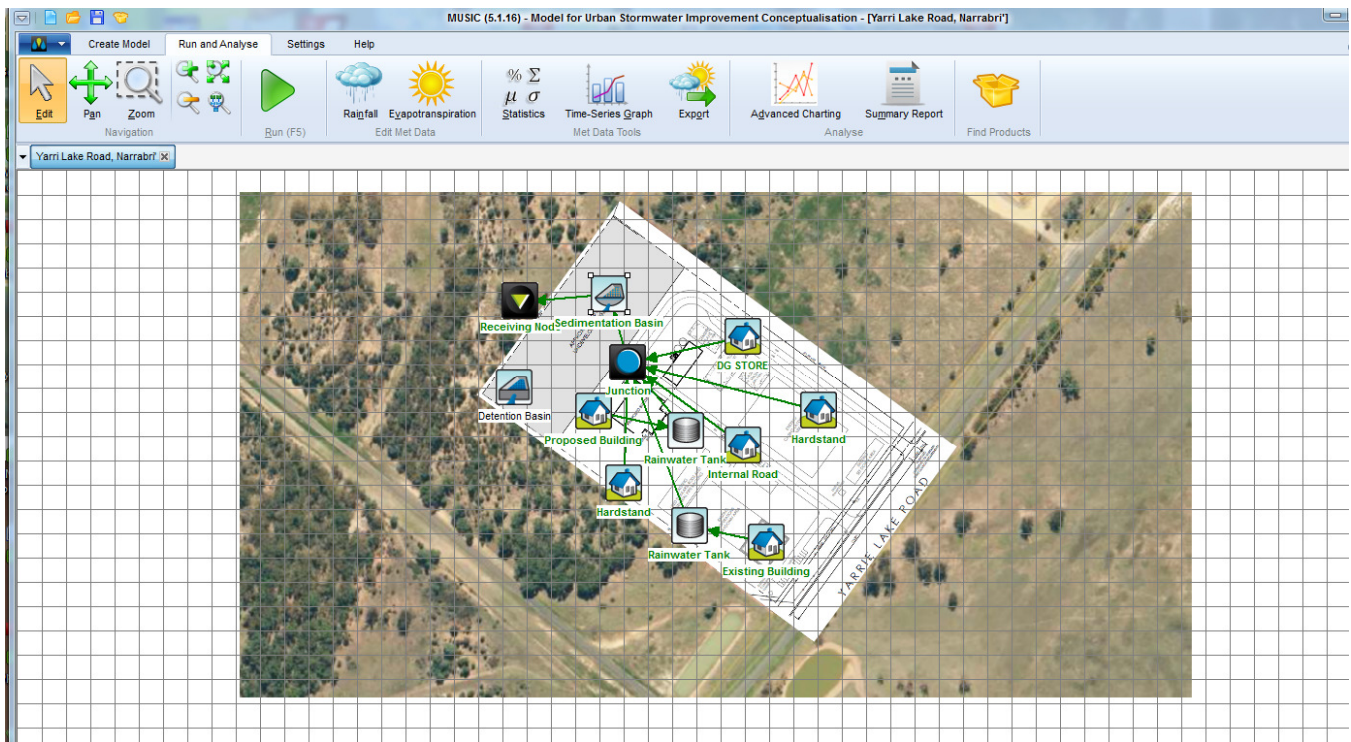 MUSIC (5.1.16) - Model for Urban Stormwater Improvement Conceptualisation - [Yarri Lake Road, Narrabri']
Create Model
Run and Analyse
Settings
Help
Edit
Pan
Zoom
Navigation
Run (F5)
Rainfall
Evapotranspiration
Edit Met Data
% Σ
μ σ
Statistics
Time-Series Graph
Export
Met Data Tools
Advanced Charting
Summary Report
Analyse
Find Products
Yarri Lake Road, Narrabri'
Receiving Node
Sedimentation Basin
DG STORE
Junction
Detention Basin
Proposed Building
Hardstand
Rainwater Tank
Internal Road
Hardstand
Rainwater Tank
Existing Building
YARRIE LAKE ROAD